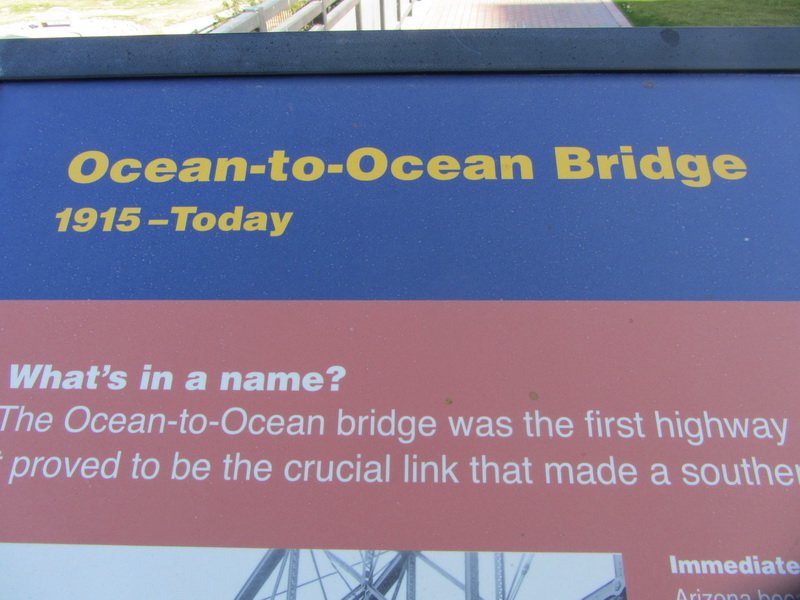 Ocean-to-Ocean Bridge
1915 – Today
What's in a name?
The Ocean-to-Ocean bridge was the first highway
proved to be the crucial link that made a souther
Immediate
Arizona